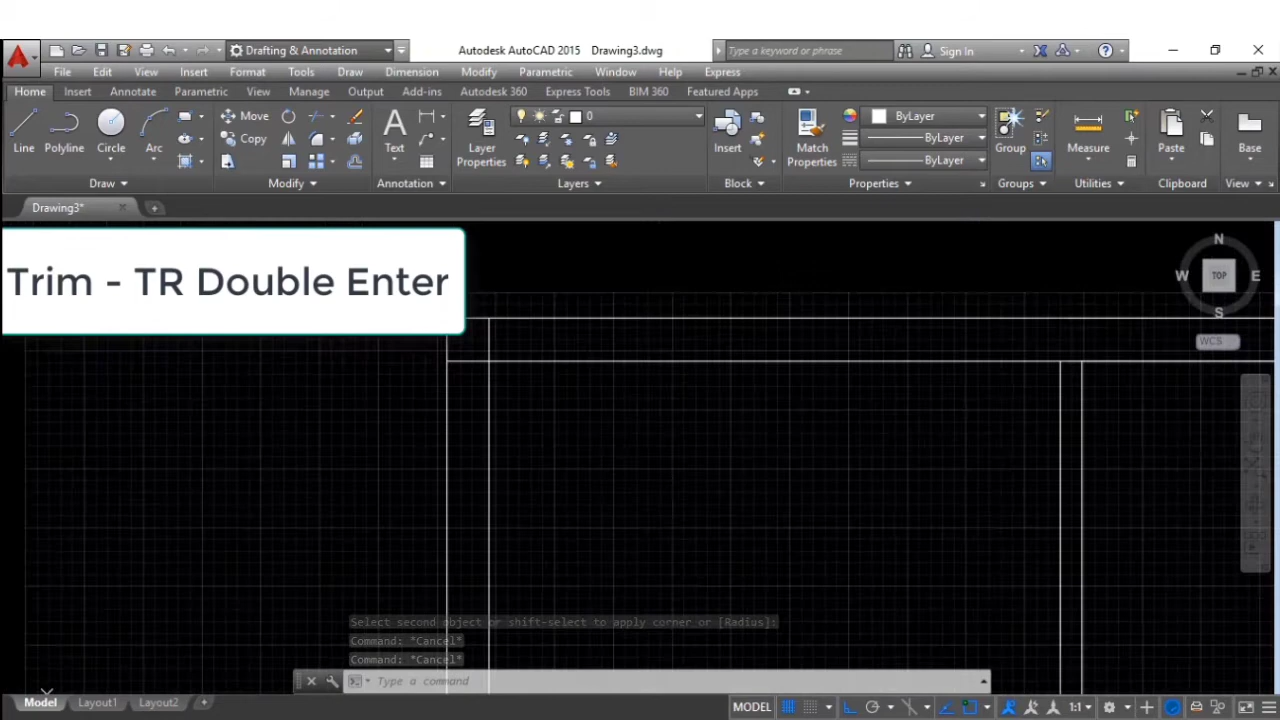 Drafting & Annotation
Autodesk AutoCAD 2015 Drawing3.dwg
Type a keyword or phrase
Sign In
File Edit View Insert Format Tools Draw Dimension Modify Parametric Window Help Express
Home Insert Annotate Parametric View Manage Output Add-ins Autodesk 360 Express Tools BIM 360 Featured Apps
Line
Polyline
Circle
Arc
Move
Copy
Text
Layer
Properties
0
Insert
Match
Properties
ByLayer
ByLayer
ByLayer
Group
Measure
Paste
Base
Draw
Modify
Annotation
Layers
Block
Properties
Groups
Utilities
Clipboard
View
Drawing3*
Trim - TR Double Enter
N
W TOP E
S
WCS
Select second object or shift-select to apply corner or [Radius]:
Command: *Cancel*
Command: *Cancel*
Type a command
Model Layout1 Layout2
MODEL
1:1